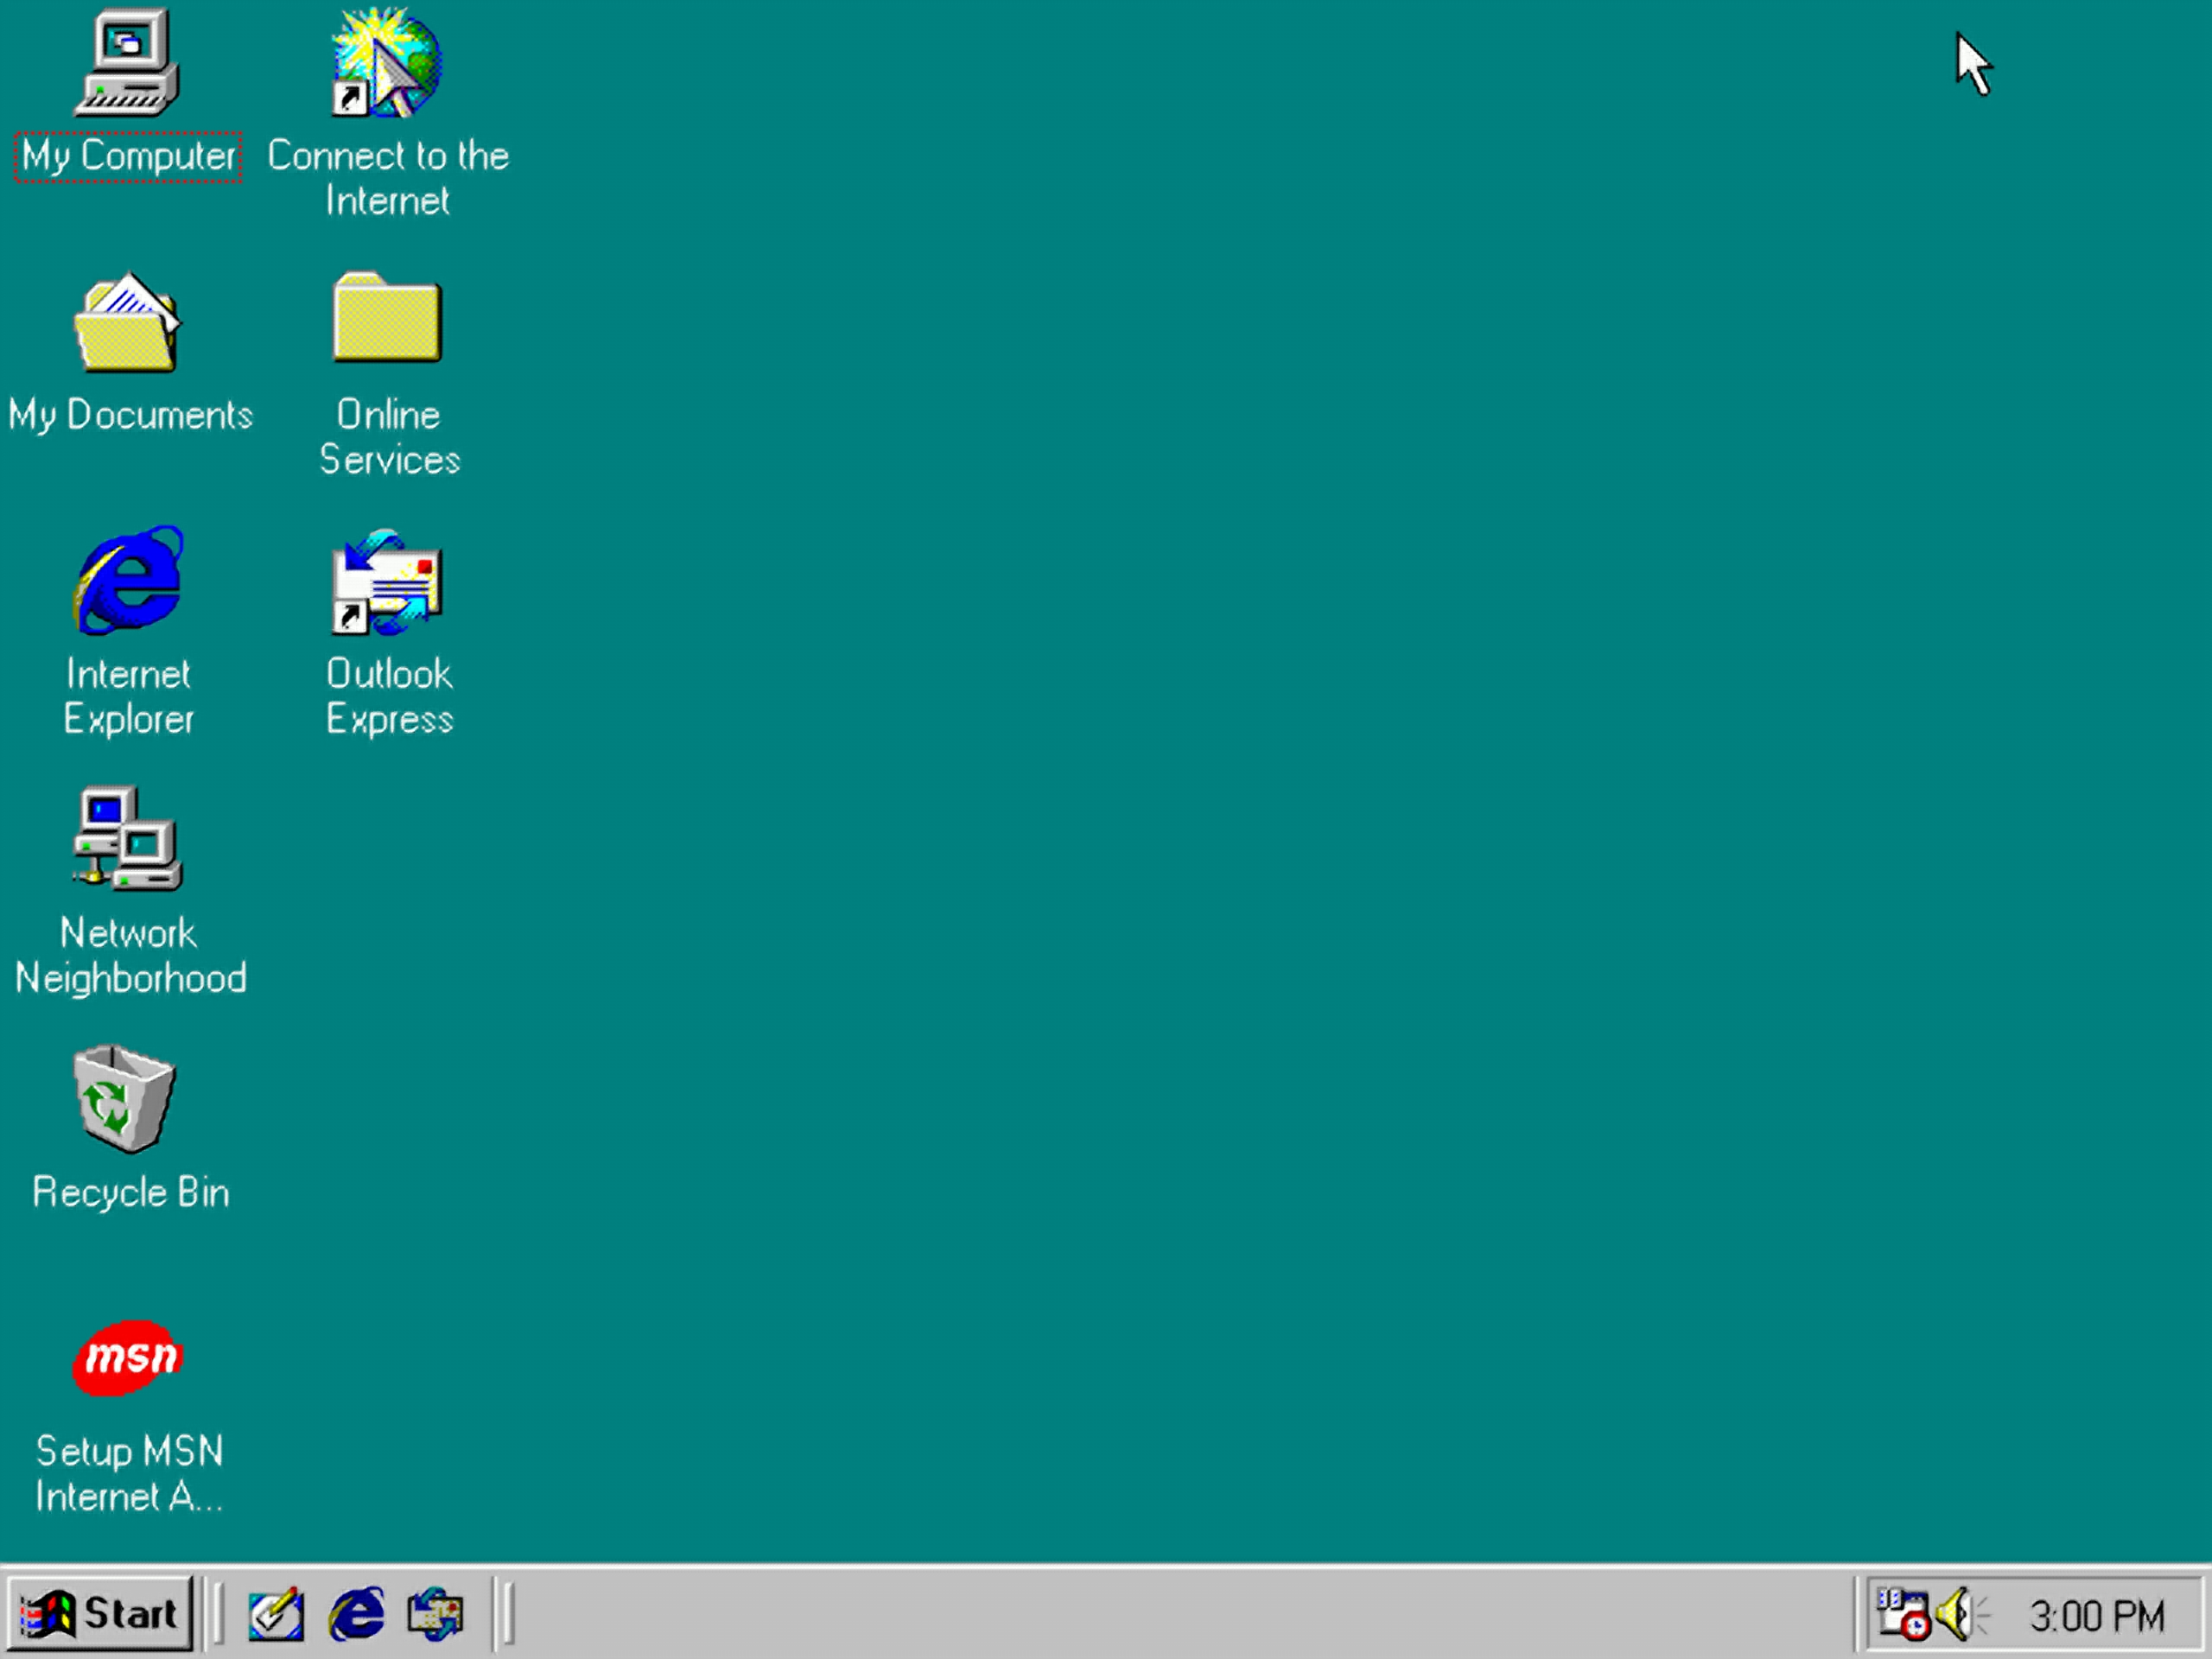 My Computer
Connect to the
Internet
My Documents
Online
Services
Internet
Explorer
Outlook
Express
Network
Neighborhood
Recycle Bin
msn
Setup MSN
Internet A...
Start
3:00 PM